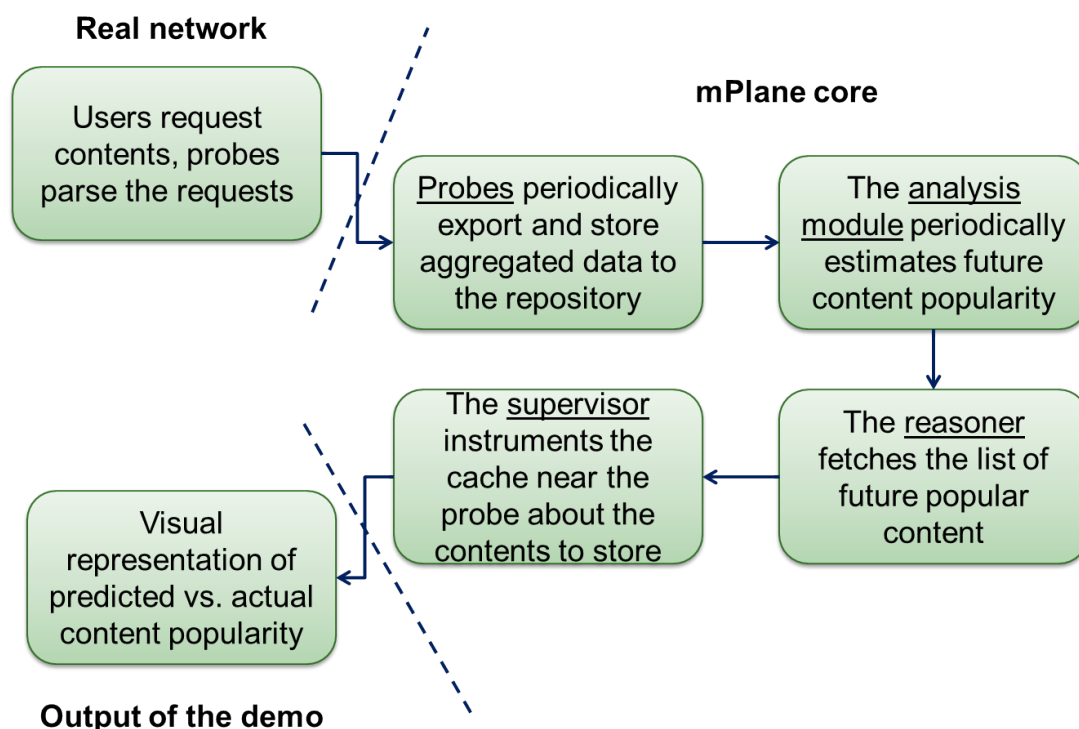 Real network
Users request
contents, probes
parse the requests
mPlane core
Probes periodically
export and store
aggregated data to
the repository
The analysis
module periodically
estimates future
content popularity
The reasoner
fetches the list of
future popular
content
The supervisor
instruments the
cache near the
probe about the
contents to store
Visual
representation of
predicted vs. actual
content popularity
Output of the demo